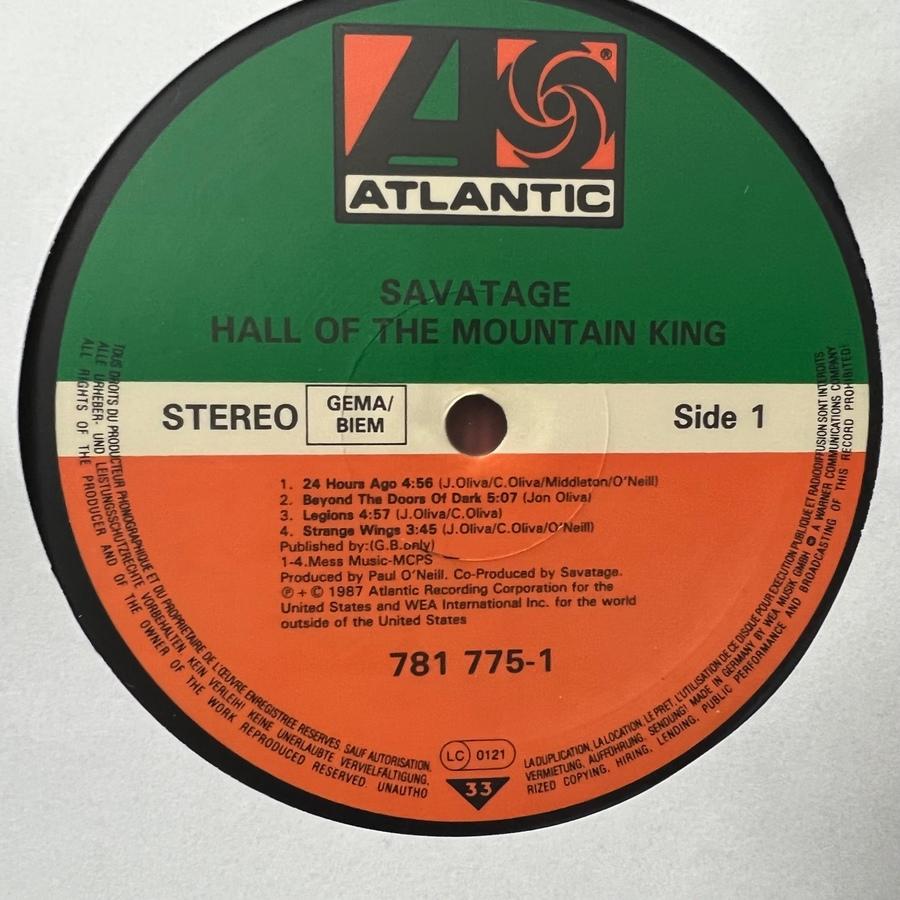 ®
ATLANTIC
SAVATAGE
HALL OF THE MOUNTAIN KING
STEREO
GEMA/
BIEM
Side 1
1. 24 Hours Ago 4:56 (J.Oliva/C.Oliva/Middleton/O'Neill)
2. Beyond The Doors Of Dark 5:07 (Jon Oliva)
3. Legions 4:57 (J.Oliva/C.Oliva)
4. Strange Wings 3:45 (J.Oliva/C.Oliva/O'Neill)
Published by:(G.B.only)
1-4.Mess Music-MCPS
Produced by Paul O'Neill. Co-Produced by Savatage.
℗ + © 1987 Atlantic Recording Corporation for the
United States and WEA International Inc. for the world
outside of the United States
781 775-1
LC 0121
33
TOUS DROITS DU PRODUCTEUR PHONOGRAPHIQUE ET DU PROPRIETAIRE DE L'ŒUVRE ENREGISTREE RESERVES. SAUF AUTORISATION,
LA DUPLICATION, LA LOCATION, LE PRET, L'UTILISATION DE CE DISQUE POUR EXECUTION PUBLIQUE ET RADIODIFFUSION SONT INTERDITS
ALLE URHEBER- UND LEISTUNGSSCHUTZRECHTE VORBEHALTEN. KEIN VERLEIH! KEINE UNERLAUBTE VERVIELFÄLTIGUNG,
VERMIETUNG, AUFFÜHRUNG, SENDUNG! MADE IN GERMANY BY WEA MUSIK GMBH A WARNER COMMUNICATIONS COMPANY
ALL RIGHTS OF THE PRODUCER AND OF THE OWNER OF THE WORK REPRODUCED RESERVED. UNAUTHO
RIZED COPYING, HIRING, LENDING, PUBLIC PERFORMANCE AND BROADCASTING OF THIS RECORD PROHIBITED!